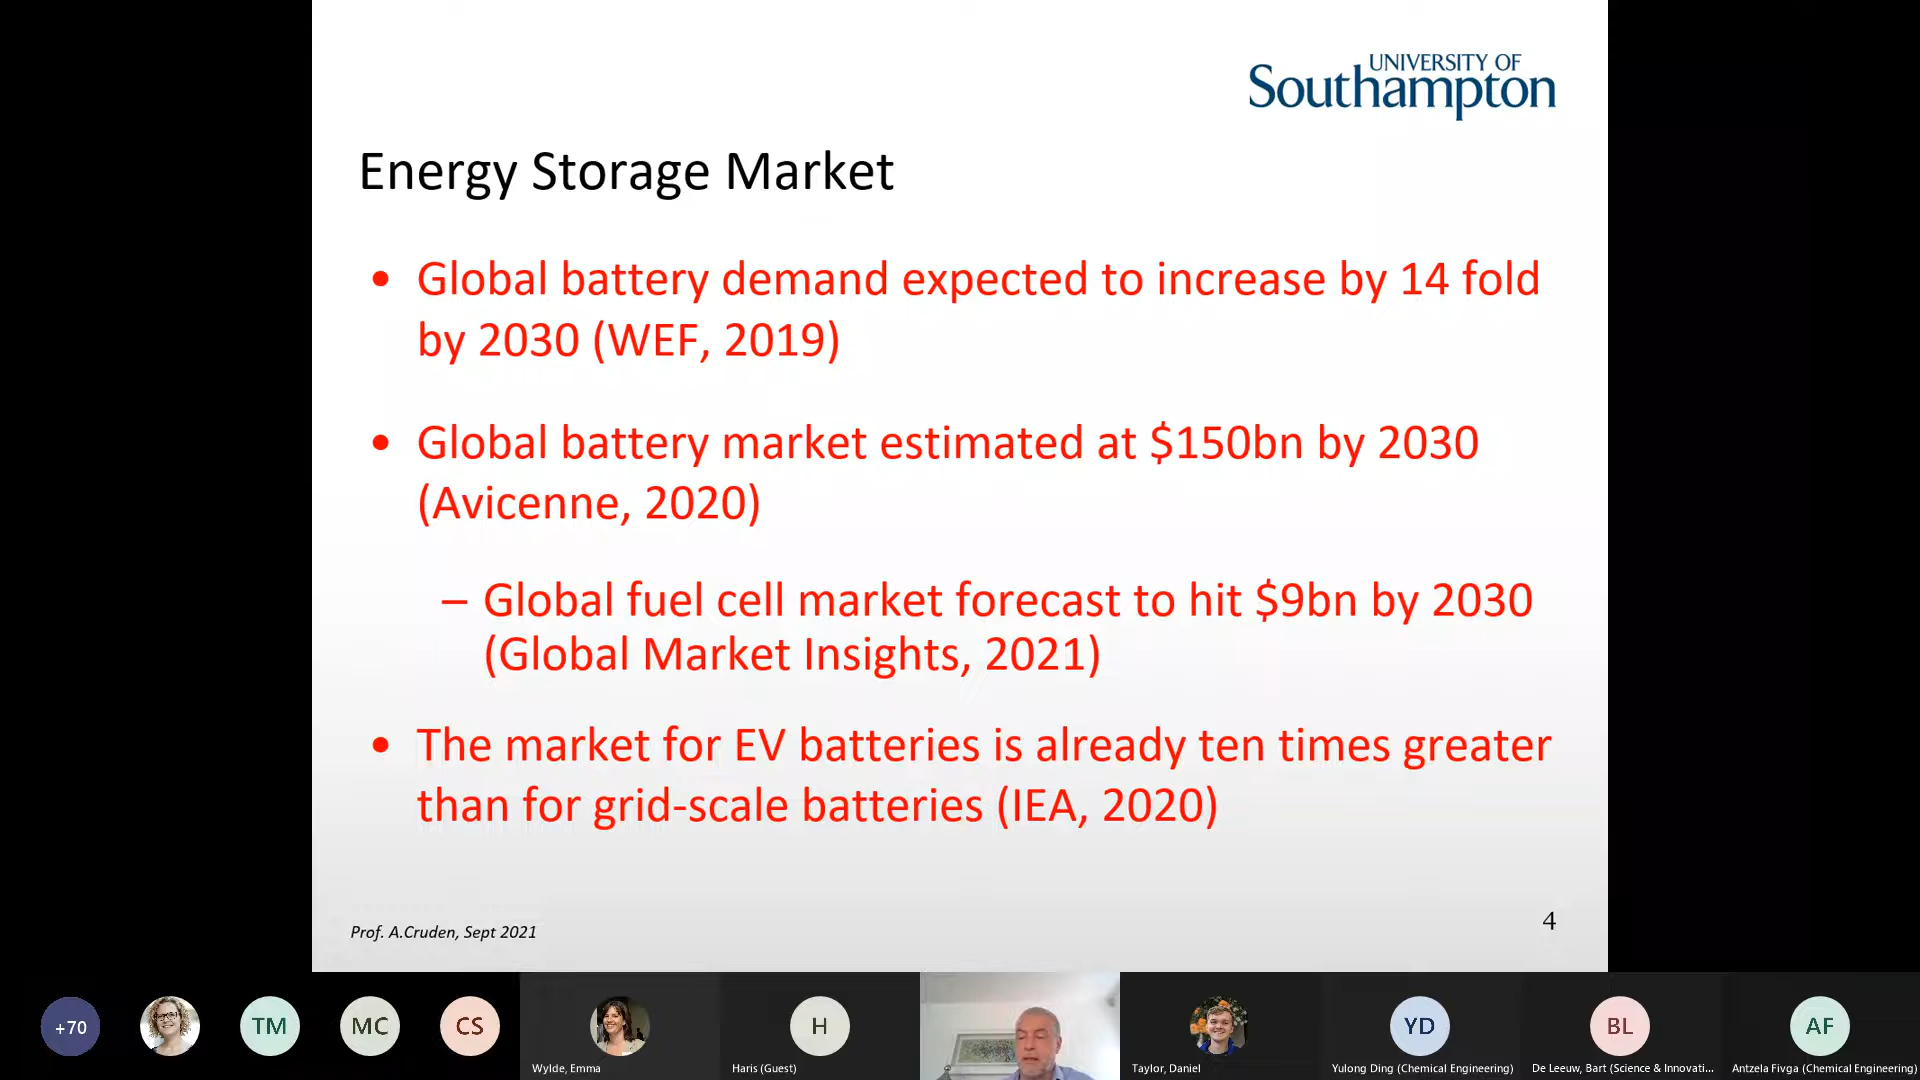 UNIVERSITY OF
Southampton
Energy Storage Market
• Global battery demand expected to increase by 14 fold
by 2030 (WEF, 2019)
• Global battery market estimated at $150bn by 2030
(Avicenne, 2020)
– Global fuel cell market forecast to hit $9bn by 2030
(Global Market Insights, 2021)
• The market for EV batteries is already ten times greater
than for grid-scale batteries (IEA, 2020)
Prof. A.Cruden, Sept 2021
4
+70
TM
MC
CS
Wylde, Emma
H
Haris (Guest)
Taylor, Daniel
YD
Yulong Ding (Chemical Engineering)
BL
De Leeuw, Bart (Science & Innovati...
AF
Antzela Fivga (Chemical Engineering)